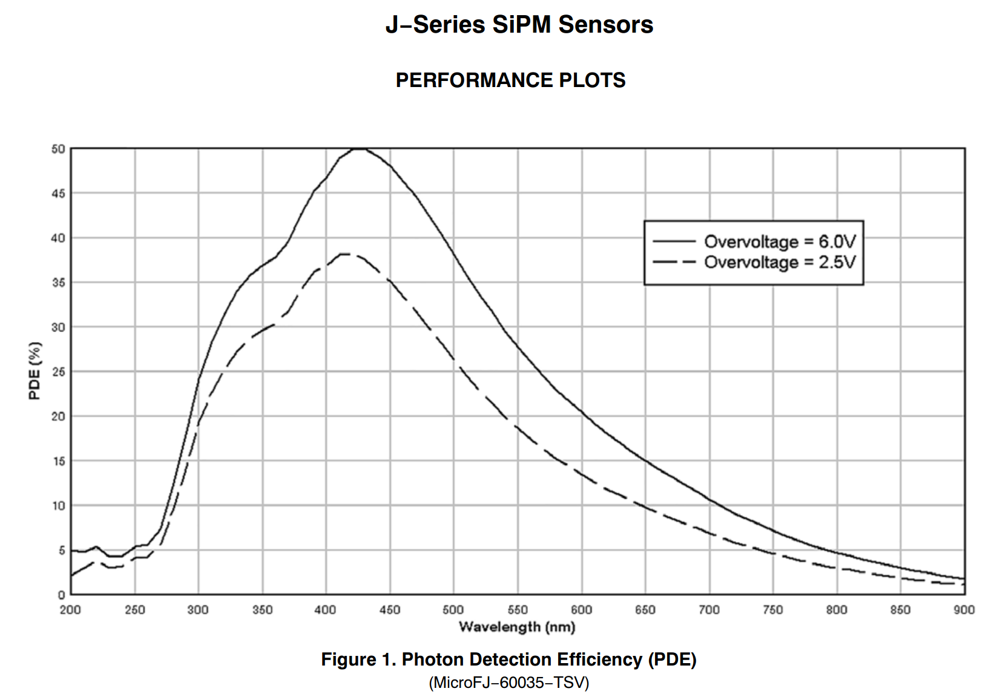 J−Series SiPM Sensors
PERFORMANCE PLOTS
50
45
40
35
30
25
20
15
10
5
0
PDE (%)
Overvoltage = 6.0V
Overvoltage = 2.5V
200 250 300 350 400 450 500 550 600 650 700 750 800 850 900
Wavelength (nm)
Figure 1. Photon Detection Efficiency (PDE)
(MicroFJ−60035−TSV)